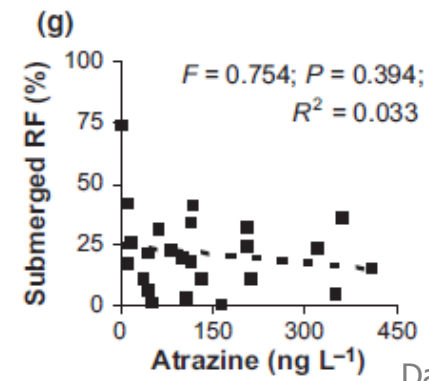 (g)
100
F = 0.754; P = 0.394;
R² = 0.033
75
50
25
0
Submerged RF (%)
0 150 300 450
Atrazine (ng L⁻¹)
Da